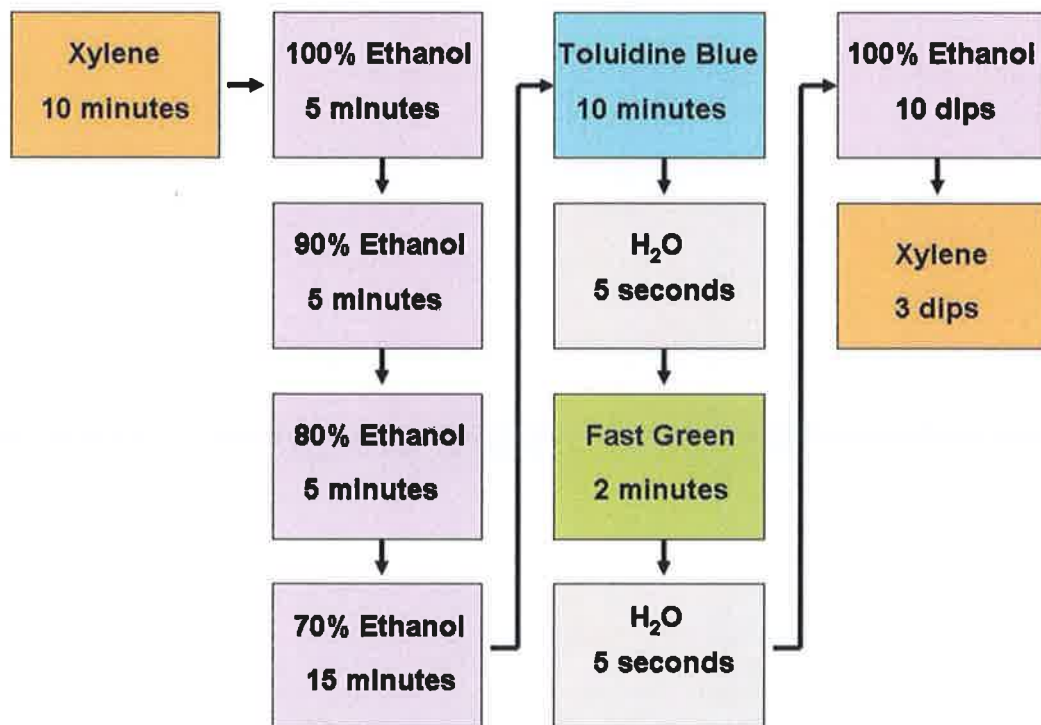 Xylene
10 minutes
100% Ethanol
5 minutes
90% Ethanol
5 minutes
80% Ethanol
5 minutes
70% Ethanol
15 minutes
Toluidine Blue
10 minutes
H₂O
5 seconds
Fast Green
2 minutes
H₂O
5 seconds
100% Ethanol
10 dips
Xylene
3 dips